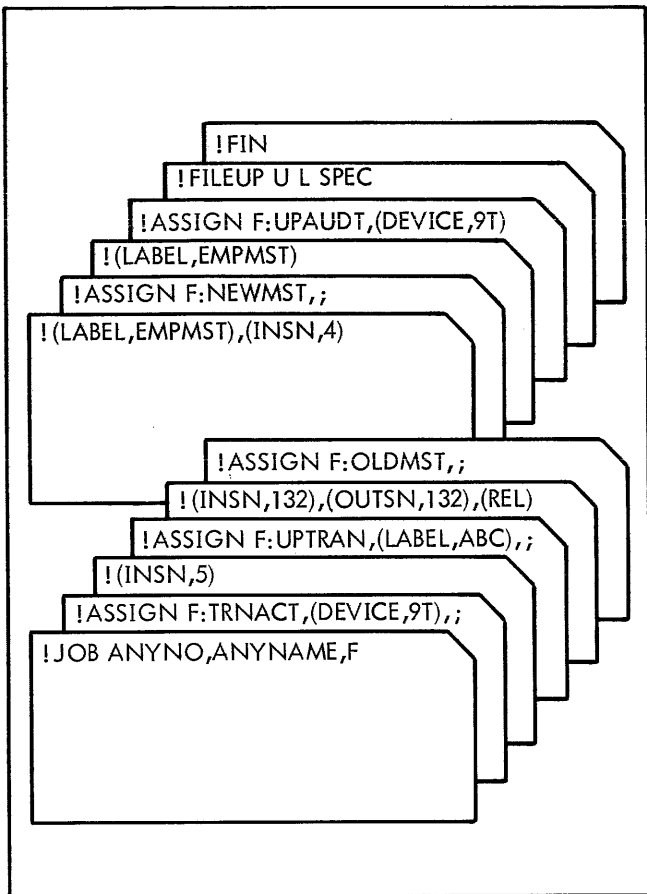 !FIN
!FILEUP U L SPEC
!ASSIGN F:UPAUDT,(DEVICE,9T)
!(LABEL,EMPMST)
!ASSIGN F:NEWMST,;
!(LABEL,EMPMST),(INSN,4)
!ASSIGN F:OLDMST,;
!(INSN,132),(OUTSN,132),(REL)
!ASSIGN F:UPTRAN,(LABEL,ABC),;
!(INSN,5)
!ASSIGN F:TRNACT,(DEVICE,9T),;
!JOB ANYNO,ANYNAME,F